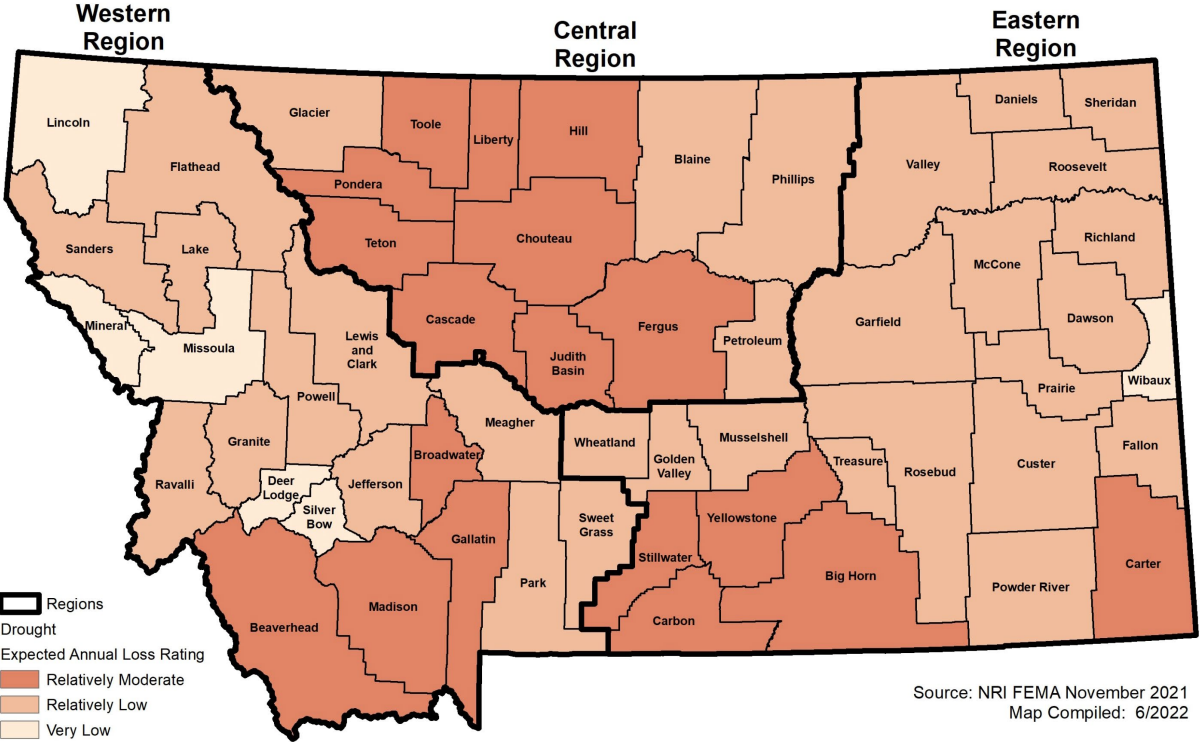 Western
Region
Central
Region
Eastern
Region
Lincoln
Flathead
Glacier
Toole
Liberty
Hill
Blaine
Phillips
Valley
Daniels
Sheridan
Roosevelt
Pondera
Teton
Chouteau
Sanders
Lake
Richland
McCone
Mineral
Missoula
Lewis
and
Clark
Cascade
Judith
Basin
Fergus
Petroleum
Garfield
Dawson
Wibaux
Prairie
Powell
Granite
Ravalli
Deer
Lodge
Silver
Bow
Jefferson
Broadwater
Meagher
Wheatland
Golden
Valley
Musselshell
Treasure
Rosebud
Custer
Fallon
Gallatin
Park
Sweet
Grass
Stillwater
Yellowstone
Big Horn
Carbon
Powder River
Carter
Beaverhead
Madison
Regions
Drought
Expected Annual Loss Rating
Relatively Moderate
Relatively Low
Very Low
Source: NRI FEMA November 2021
Map Compiled: 6/2022